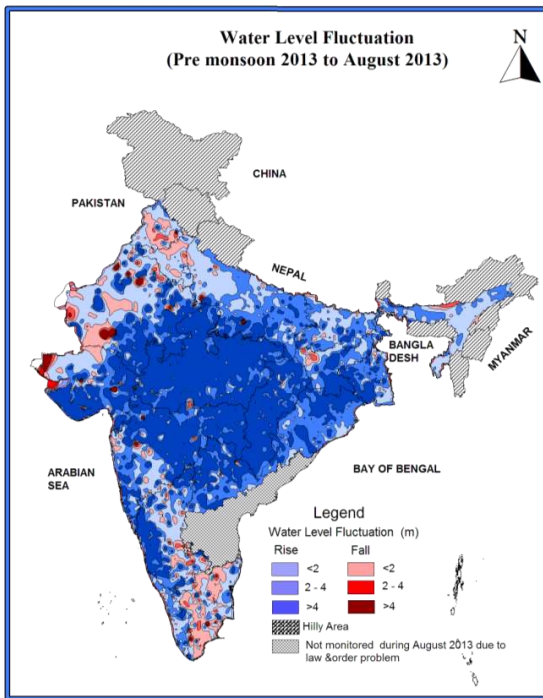 Water Level Fluctuation
(Pre monsoon 2013 to August 2013)
N
CHINA
PAKISTAN
NEPAL
BANGLA
DESH
MYANMAR
ARABIAN
SEA
BAY OF BENGAL
Legend
Water Level Fluctuation (m)
Rise Fall
<2 <2
2 - 4 2 - 4
>4 >4
Hilly Area
Not monitored during August 2013 due to
law &order problem